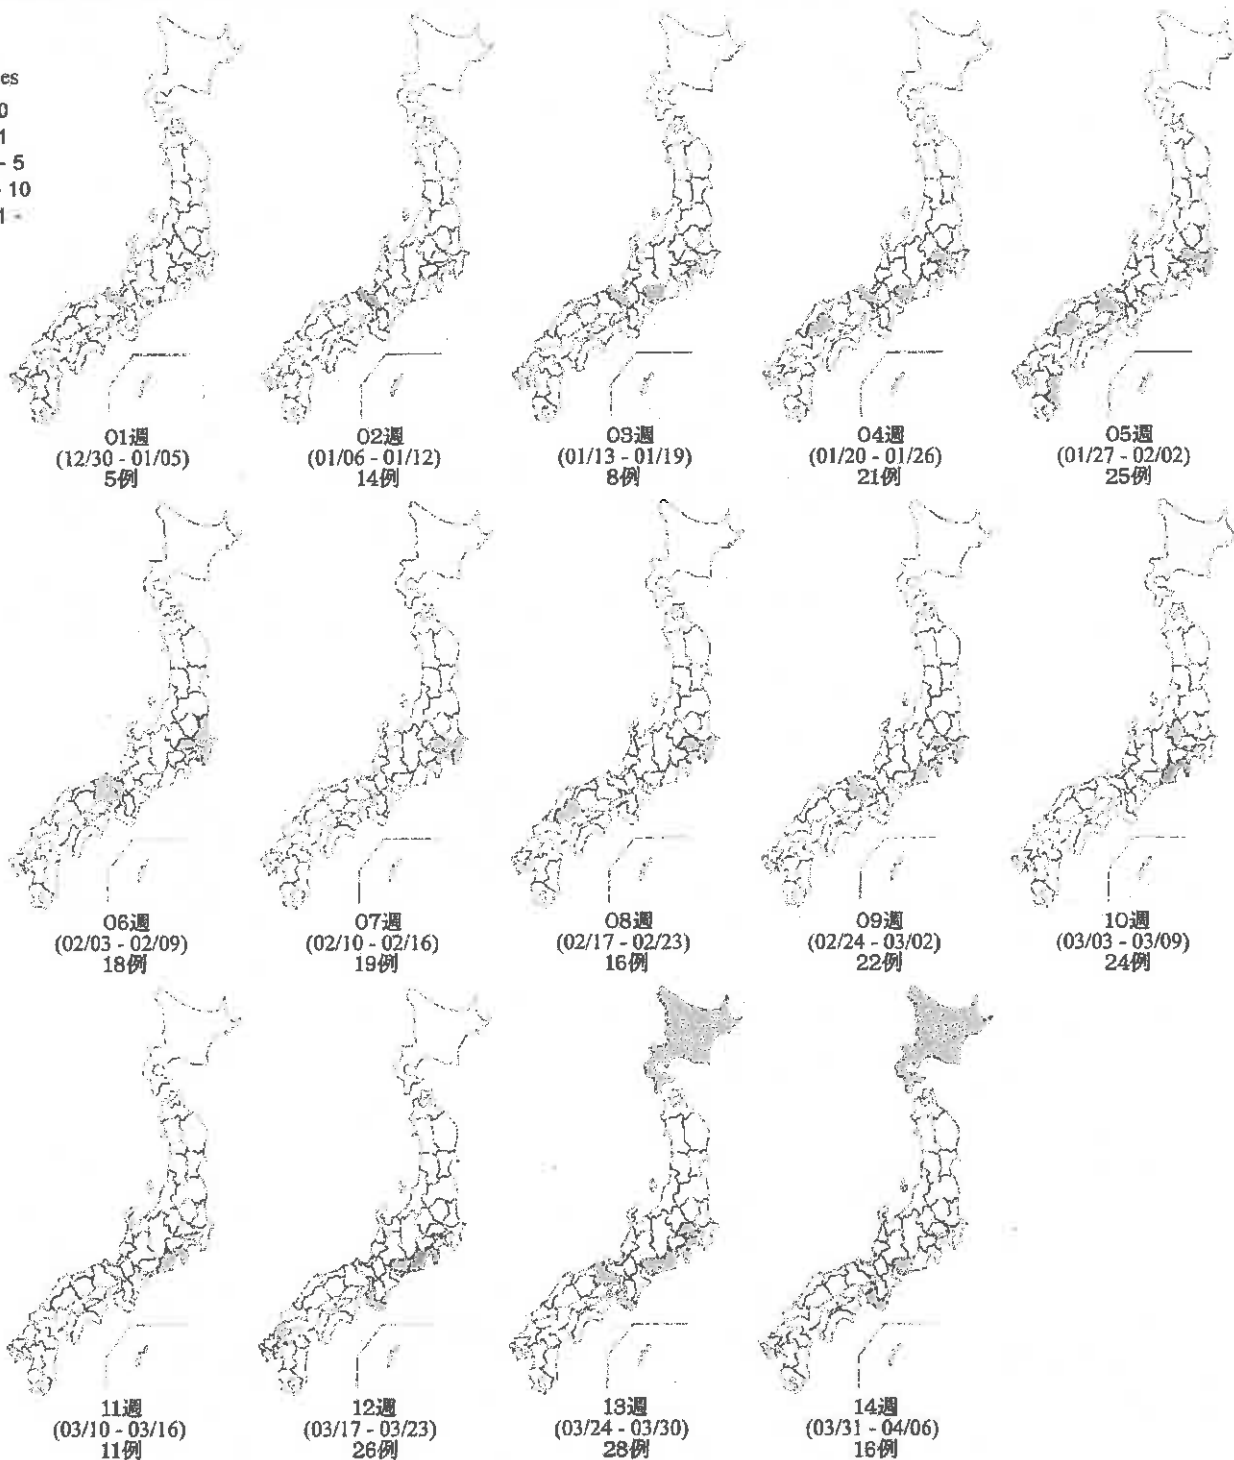 es
0
1
- 5
- 10
1 -
01週
(12/30 - 01/05)
5例
02週
(01/06 - 01/12)
14例
03週
(01/13 - 01/19)
8例
04週
(01/20 - 01/26)
21例
05週
(01/27 - 02/02)
25例
06週
(02/03 - 02/09)
18例
07週
(02/10 - 02/16)
19例
08週
(02/17 - 02/23)
16例
09週
(02/24 - 03/02)
22例
10週
(03/03 - 03/09)
24例
11週
(03/10 - 03/16)
11例
12週
(03/17 - 03/23)
26例
13週
(03/24 - 03/30)
28例
14週
(03/31 - 04/06)
16例